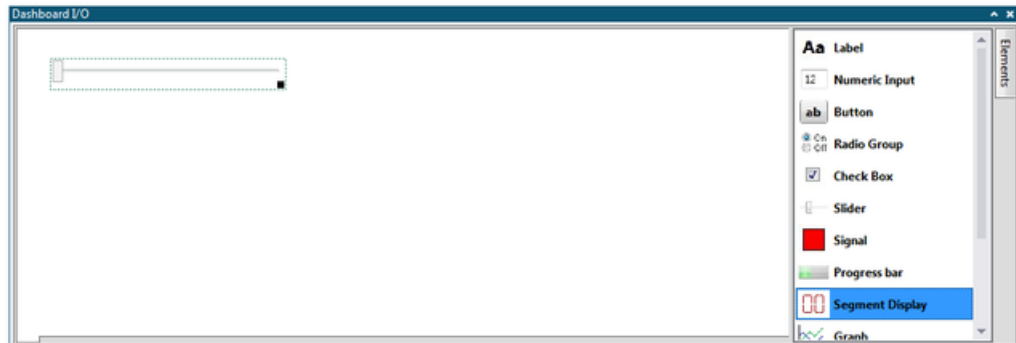 Dashboard I/O
Aa Label
12 Numeric Input
ab Button
On
Off Radio Group
Check Box
Slider
Signal
Progress bar
Segment Display
Graph
Elements